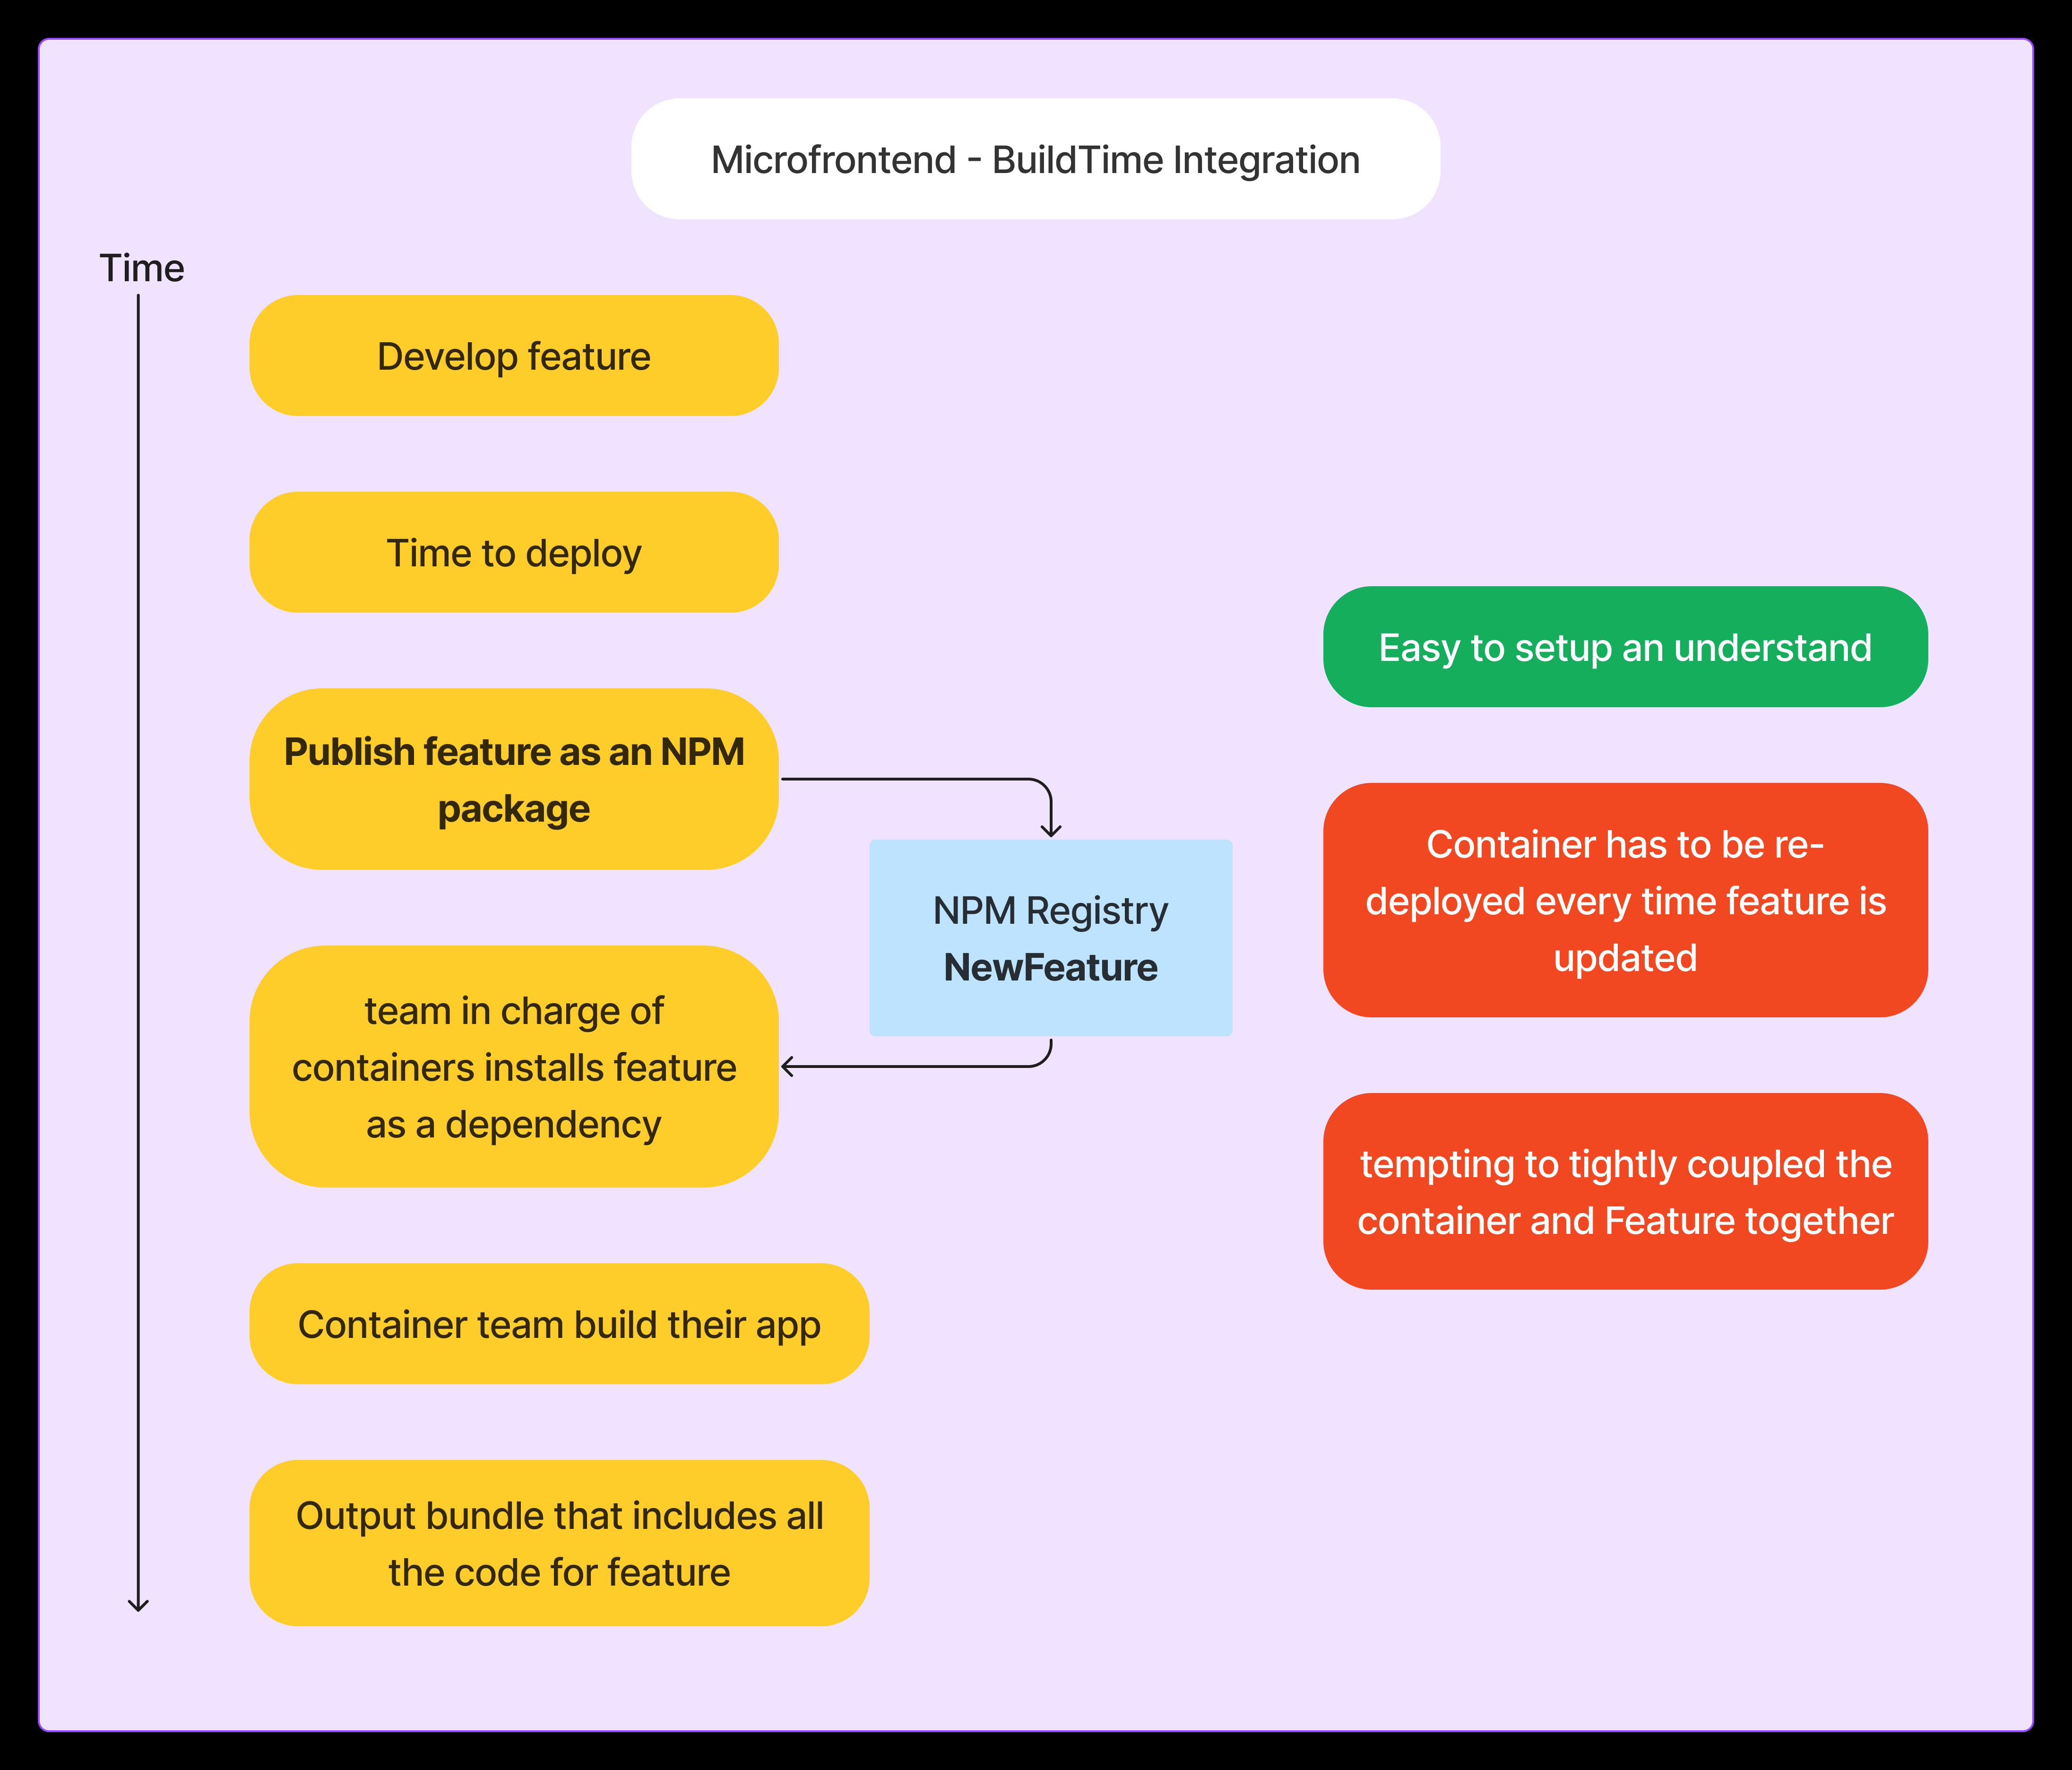 Microfrontend - BuildTime Integration
Time
Develop feature
Time to deploy
Publish feature as an NPM
package
NPM Registry
NewFeature
team in charge of
containers installs feature
as a dependency
Container team build their app
Output bundle that includes all
the code for feature
Easy to setup an understand
Container has to be re-
deployed every time feature is
updated
tempting to tightly coupled the
container and Feature together